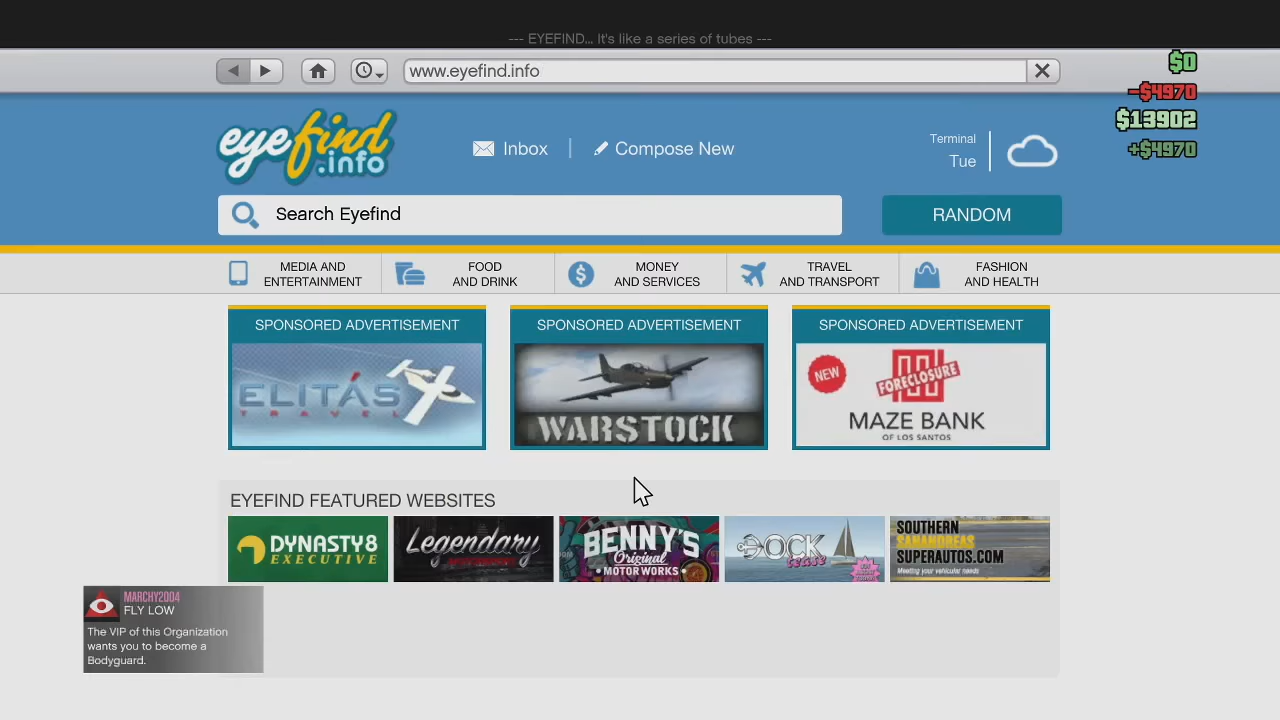 --- EYEFIND... It's like a series of tubes ---
www.eyefind.info
$0
-$4970
$13902
+$4970
eyefind
.info
Inbox
Compose New
Terminal
Tue
Search Eyefind
RANDOM
MEDIA AND
ENTERTAINMENT
FOOD
AND DRINK
MONEY
AND SERVICES
TRAVEL
AND TRANSPORT
FASHION
AND HEALTH
SPONSORED ADVERTISEMENT
ELITÁS
TRAVEL
SPONSORED ADVERTISEMENT
WARSTOCK
SPONSORED ADVERTISEMENT
NEW
FORECLOSURE
MAZE BANK
OF LOS SANTOS
EYEFIND FEATURED WEBSITES
DYNASTY8
EXECUTIVE
Legendary
BENNY'S
Original
MOTORWORKS
DOCK
tease
SOUTHERN
SANANDREAS
SUPERAUTOS.COM
Meeting your vehicular needs
MARCHY2004
FLY LOW
The VIP of this Organization
wants you to become a
Bodyguard.